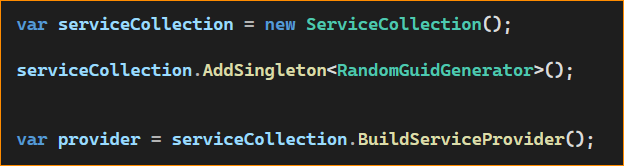 var serviceCollection = new ServiceCollection();
serviceCollection.AddSingleton<RandomGuidGenerator>();
var provider = serviceCollection.BuildServiceProvider();